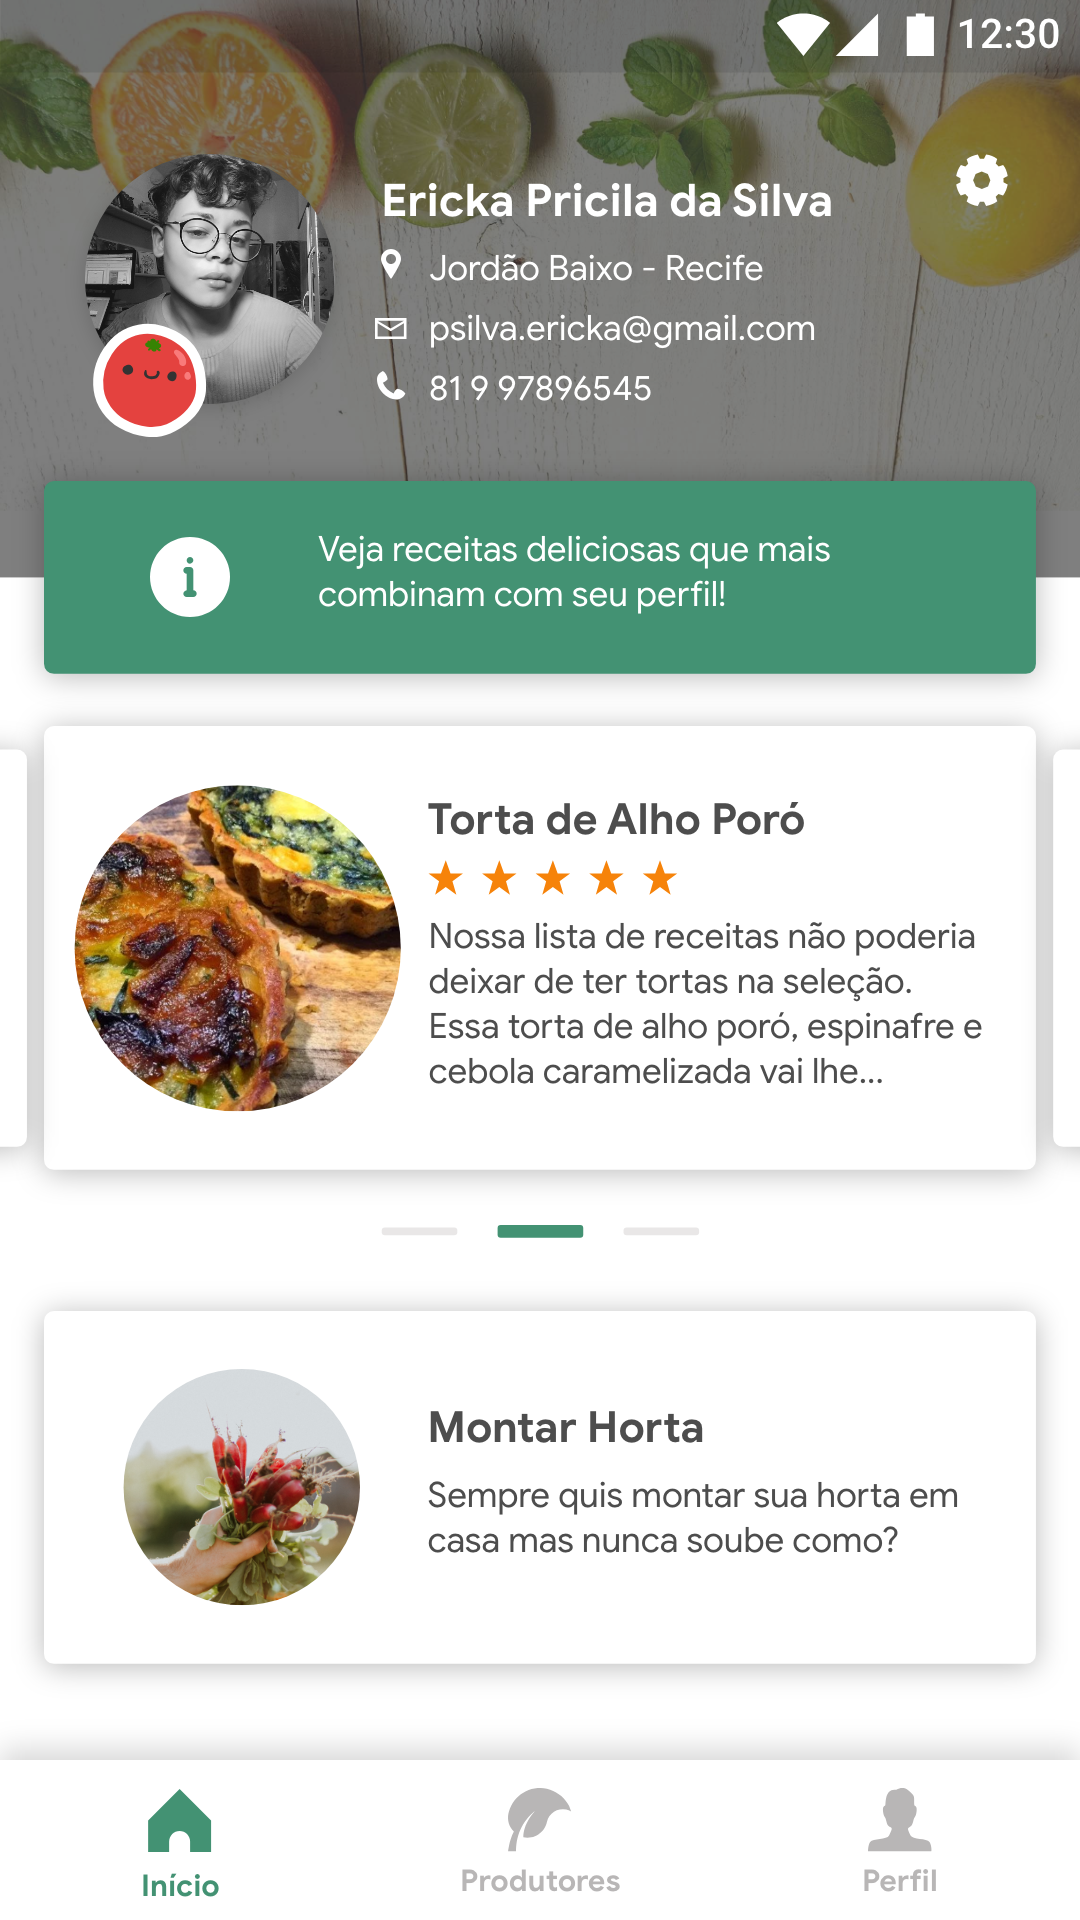 12:30
Ericka Pricila da Silva
Jordão Baixo - Recife
psilva.ericka@gmail.com
81 9 97896545
Veja receitas deliciosas que mais
combinam com seu perfil!
Torta de Alho Poró
Nossa lista de receitas não poderia
deixar de ter tortas na seleção.
Essa torta de alho poró, espinafre e
cebola caramelizada vai lhe...
Montar Horta
Sempre quis montar sua horta em
casa mas nunca soube como?
Início
Produtores
Perfil